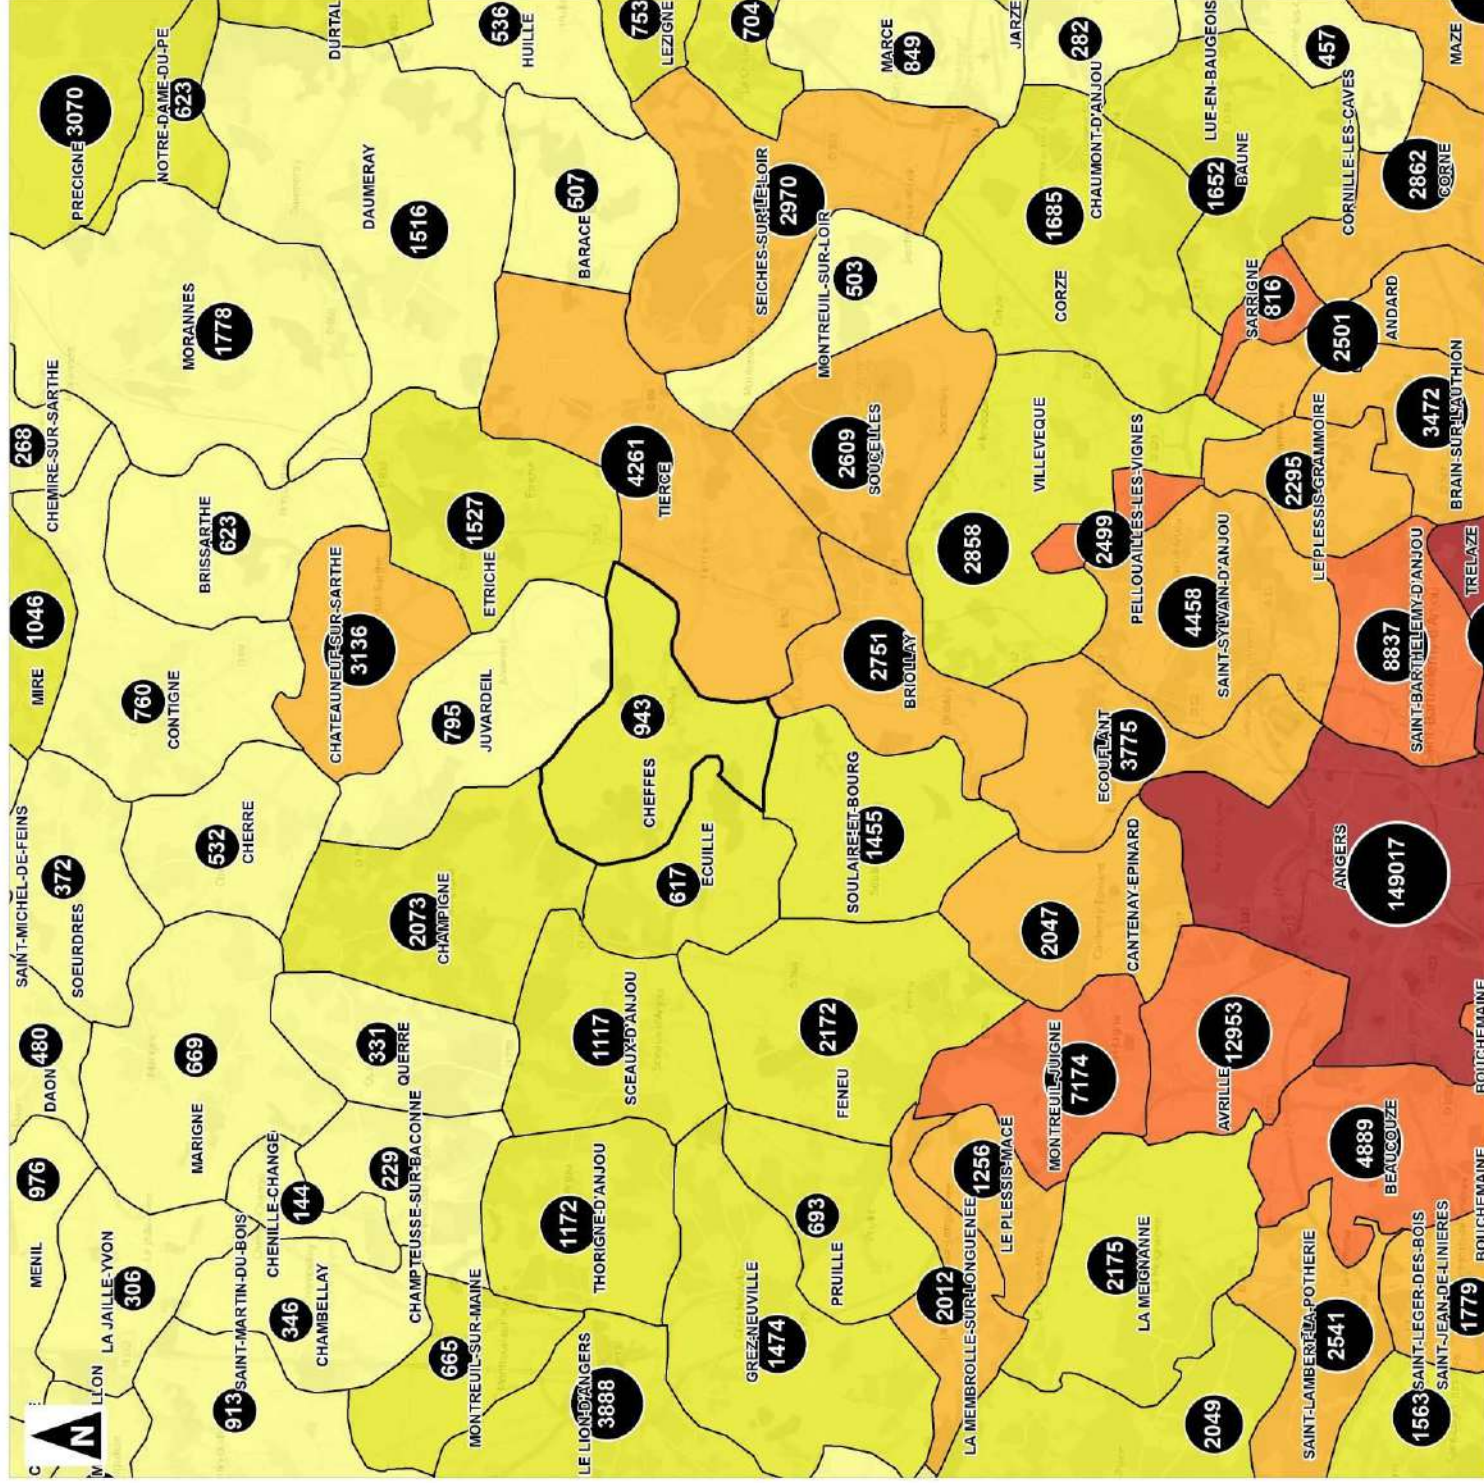 N
MENIL
976
DAON 480
SAINT-MICHEL-DE-FEINS
372
SOEURDRES
MIRE
1046
268
CHEMIRE-SUR-SARTHE
PRECIGNE 3070
LLON
LA JAILLE-YVON
306
NOTRE-DAME-DU-PE
623
669
MARIGNE
760
CONTIGNE
MORANNES
1778
913
SAINT-MARTIN-DU-BOIS
532
CHERRE
BRISSARTHE
623
346
CHAMBELLAY
CHENILLE-CHANGE
144
CHATEAUNEUF-SUR-SARTHE
3136
DURTAL
331
QUERRE
229
CHAMPTEUSSE-SUR-BACONNE
2073
CHAMPIGNE
DAUMERAY
1516
665
MONTREUIL-SUR-MAINE
795
JUVARDEIL
1527
ETRICHE
536
HUILLE
1172
THORIGNE-D'ANJOU
507
BARACE
LE LION-D'ANGERS
3888
1117
SCEAUX-D'ANJOU
943
CHEFFES
4261
TIERCE
753
LEZIGNE
617
ECUILLE
704
GREZ-NEUVILLE
1474
SEICHES-SUR-LE-LOIR
2970
693
PRUILLE
2172
FENEU
SOULAIRE-ET-BOURG
1455
2609
SOUCELLES
MONTREUIL-SUR-LOIR
503
2751
BRIOLLAY
MARCE
849
2012
LA MEMBROLLE-SUR-LONGUENEE
1256
LE PLESSIS-MACE
2858
VILLEVEQUE
JARZE
MONTREUIL-JUIGNE
7174
2047
CANTENAY-EPINARD
1685
CORZE
282
CHAUMONT-D'ANJOU
2175
LA MEIGNANNE
ECOUFLANT
3775
2499
PELLOUAILLES-LES-VIGNES
2049
AVRILLE 12953
4458
SAINT-SYLVAIN-D'ANJOU
1652
BAUNE
LUE-EN-BAUGEOIS
SARRIGNE
816
SAINT-LAMBERT-LA-POTHERIE
2541
2295
LE PLESSIS-GRAMMOIRE
457
CORNILLE-LES-CAVES
4889
BEAUCOUZE
ANGERS
149017
8837
SAINT-BARTHELEMY-D'ANJOU
2501
ANDARD
2862
CORNE
1563
SAINT-LEGER-DES-BOIS
SAINT-JEAN-DE-LINIERES
1779
3472
BRAIN-SUR-L'AUTHION
MAZE
BOUCHEMAINE
BOUCHEMAINE
TRELAZE